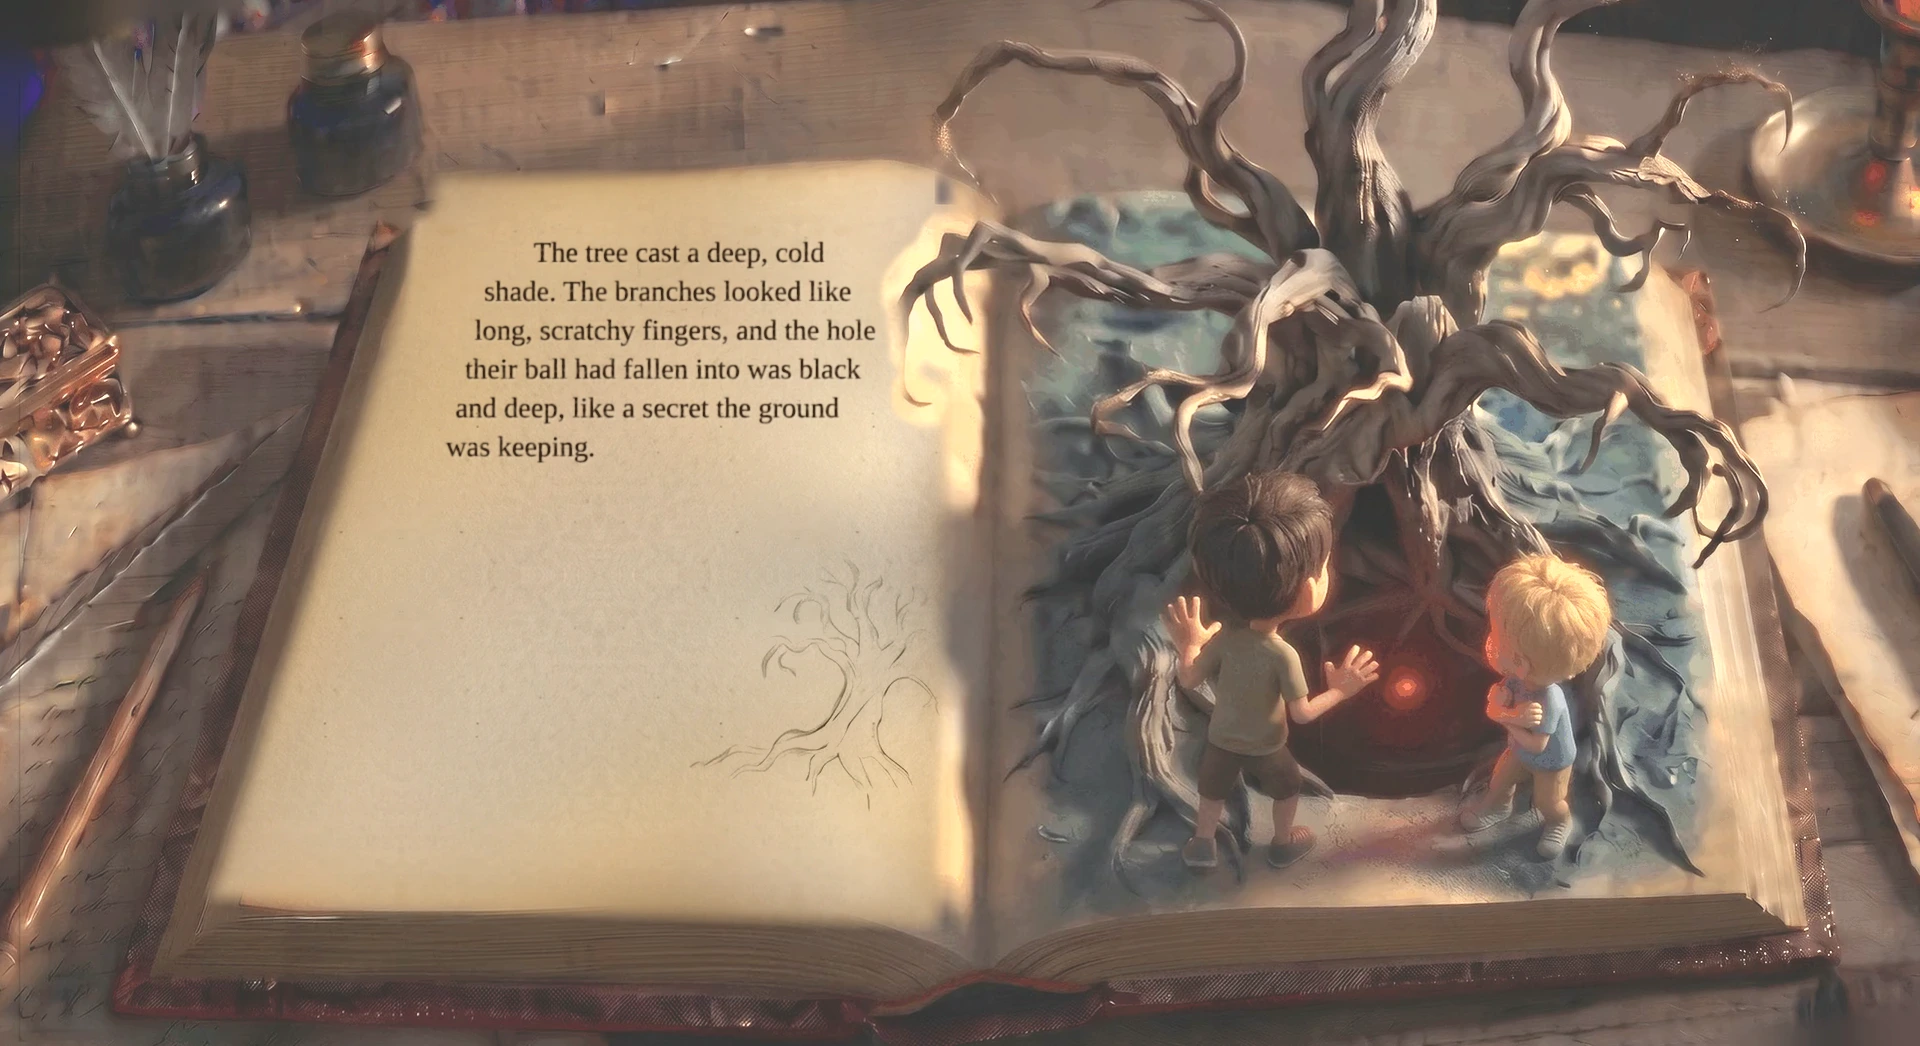 The tree cast a deep, cold
shade. The branches looked like
long, scratchy fingers, and the hole
their ball had fallen into was black
and deep, like a secret the ground
was keeping.